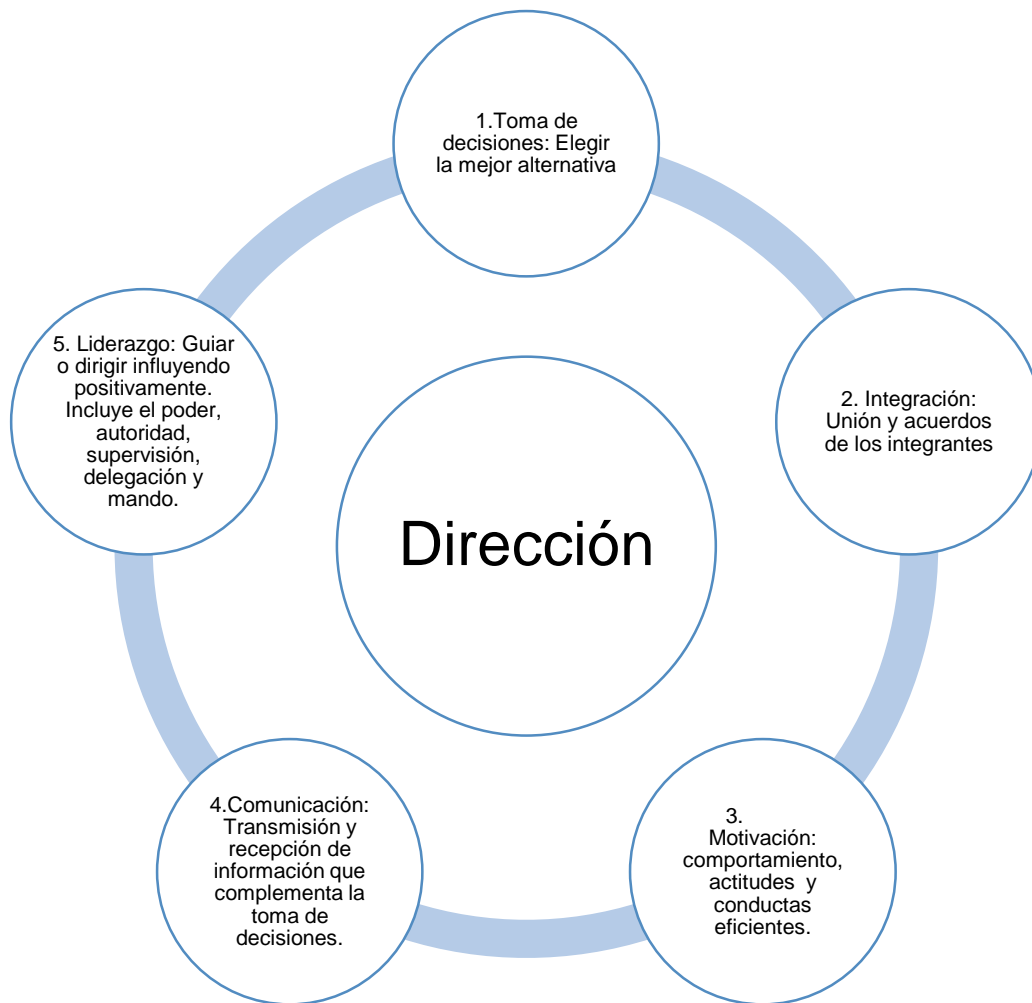 1.Toma de
decisiones: Elegir
la mejor alternativa
2. Integración:
Unión y acuerdos
de los integrantes
3.
Motivación:
comportamiento,
actitudes  y
conductas
eficientes.
4.Comunicación:
Transmisión y
recepción de
información que
complementa la
toma de
decisiones.
5. Liderazgo: Guiar
o dirigir influyendo
positivamente.
Incluye el poder,
autoridad,
supervisión,
delegación y
mando.
Dirección